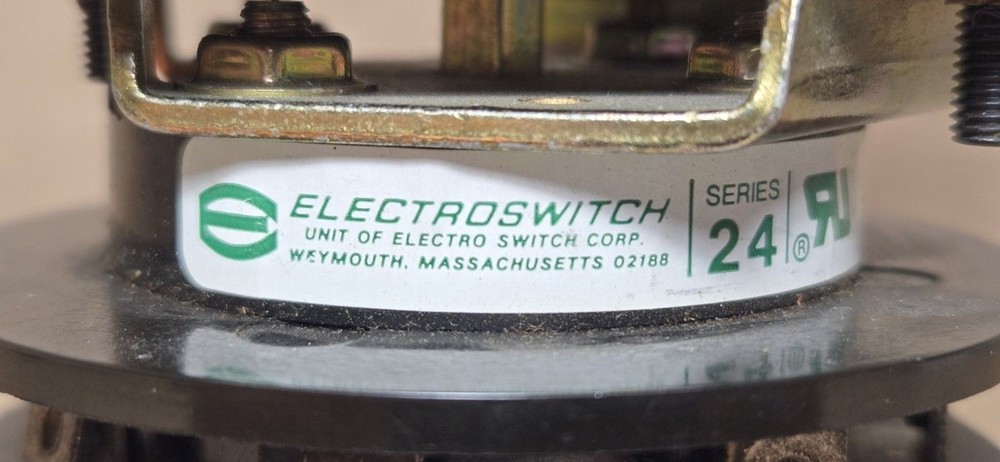 ELECTROSWITCH
UNIT OF ELECTRO SWITCH CORP.
WEYMOUTH, MASSACHUSETTS 02188
SERIES
24
®